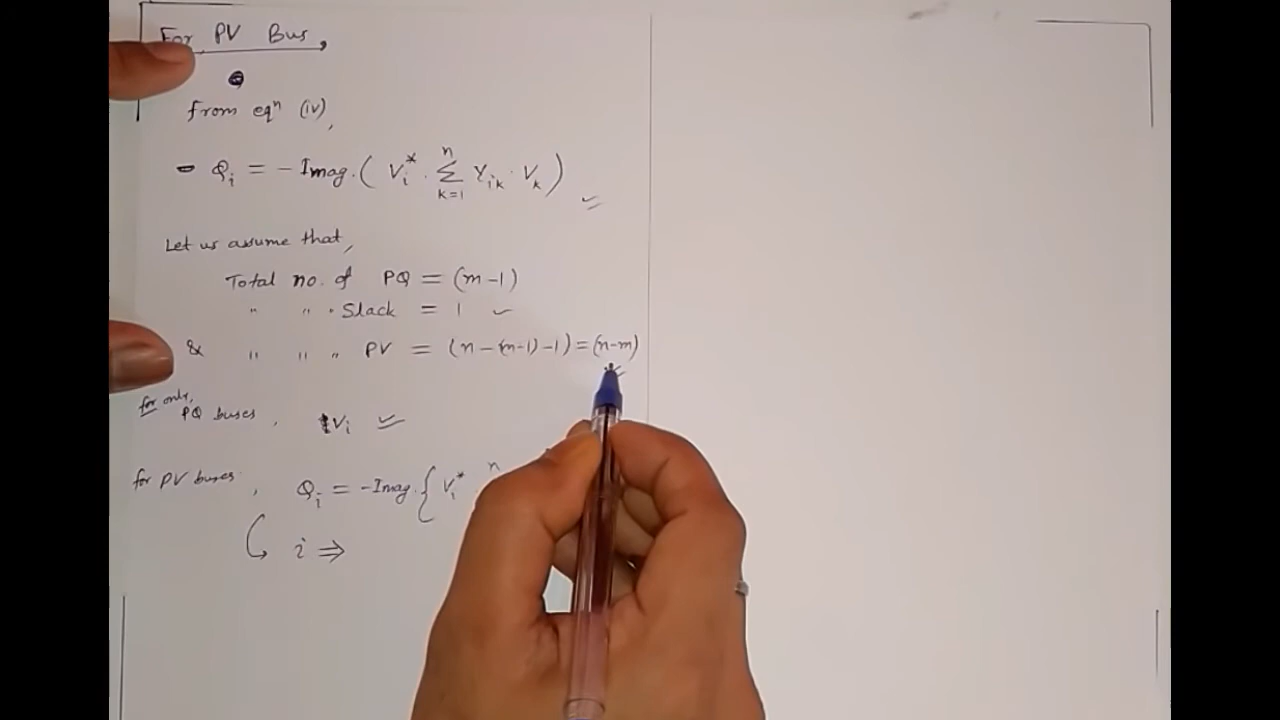 For PV Bus,
from eqⁿ (iv),
Qᵢ = - Imag. ( Vᵢ* . Σ k=1 n Yᵢₖ . Vₖ )
Let us assume that,
Total no. of PQ = (m-1)
" " " Slack = 1
& " " " PV = (n - (m-1) - 1) = (n-m)
for only,
PQ buses, Vᵢ
for PV buses, Qᵢ = -Imag. { Vᵢ* n
i ⇒